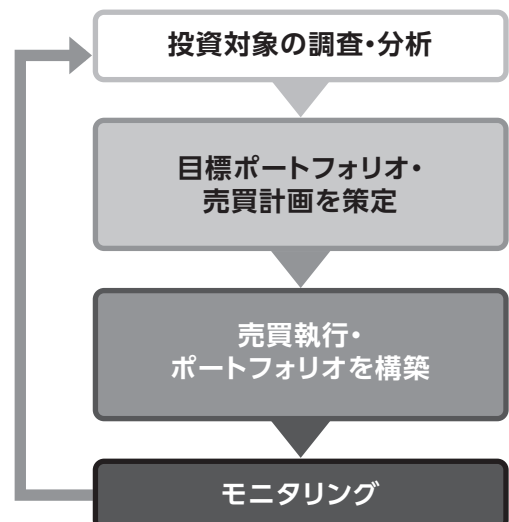 投資対象の調査・分析
目標ポートフォリオ・
売買計画を策定
売買執行・
ポートフォリオを構築
モニタリング